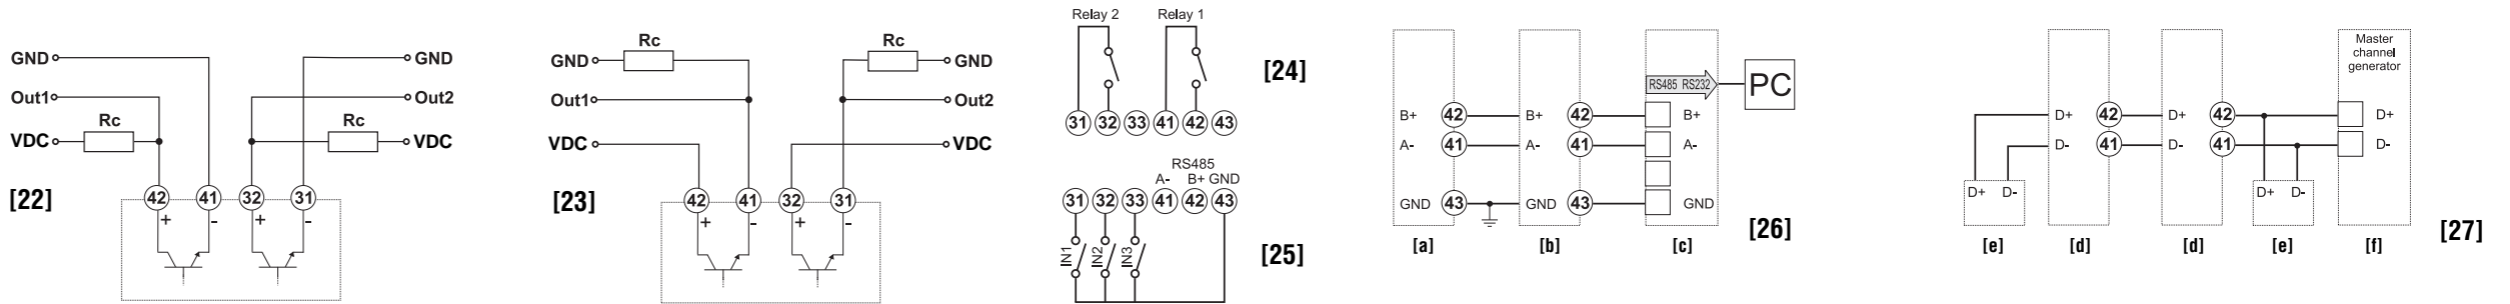 GND
Out1
VDC
Rc
Rc
GND
Out2
VDC
42 41 32 31
+ - + -
[22]
Rc
GND
Out1
VDC
Rc
GND
Out2
VDC
42 41 32 31
+ - + -
[23]
Relay 2 Relay 1
31 32 33 41 42 43
[24]
RS485
A- B+ GND
31 32 33 41 42 43
IN1 IN2 IN3
[25]
RS485 RS232 PC
B+ 42 B+ 42 B+
A- 41 A- 41 A-
GND 43 GND 43 GND
[a] [b] [c]
[26]
Master
channel
generator
D+ 42 D+ 42 D+
D- 41 D- 41 D-
D+ D- D+ D-
[e] [d] [d] [e] [f]
[27]